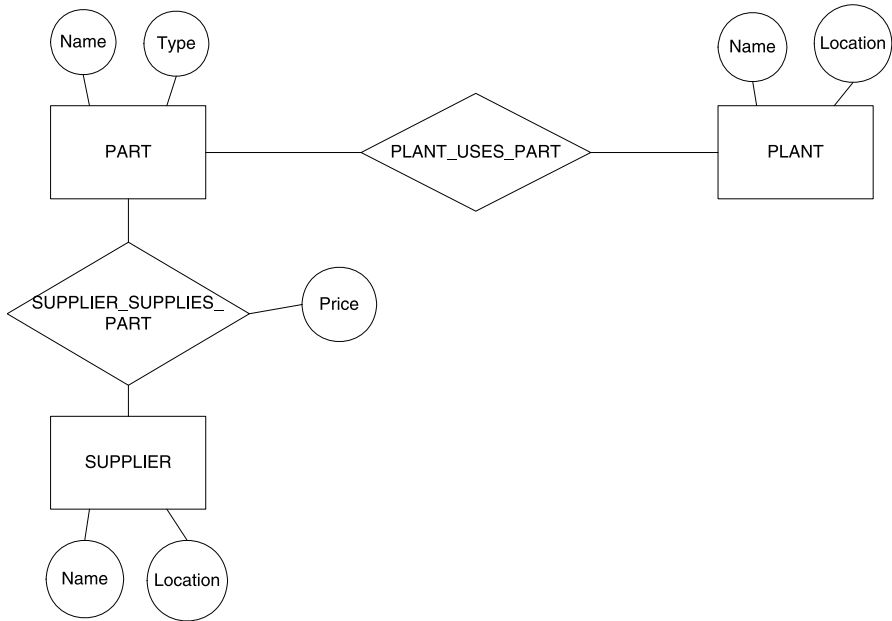 Name
Type
Name
Location
PART
PLANT_USES_PART
PLANT
SUPPLIER_SUPPLIES_
PART
Price
SUPPLIER
Name
Location